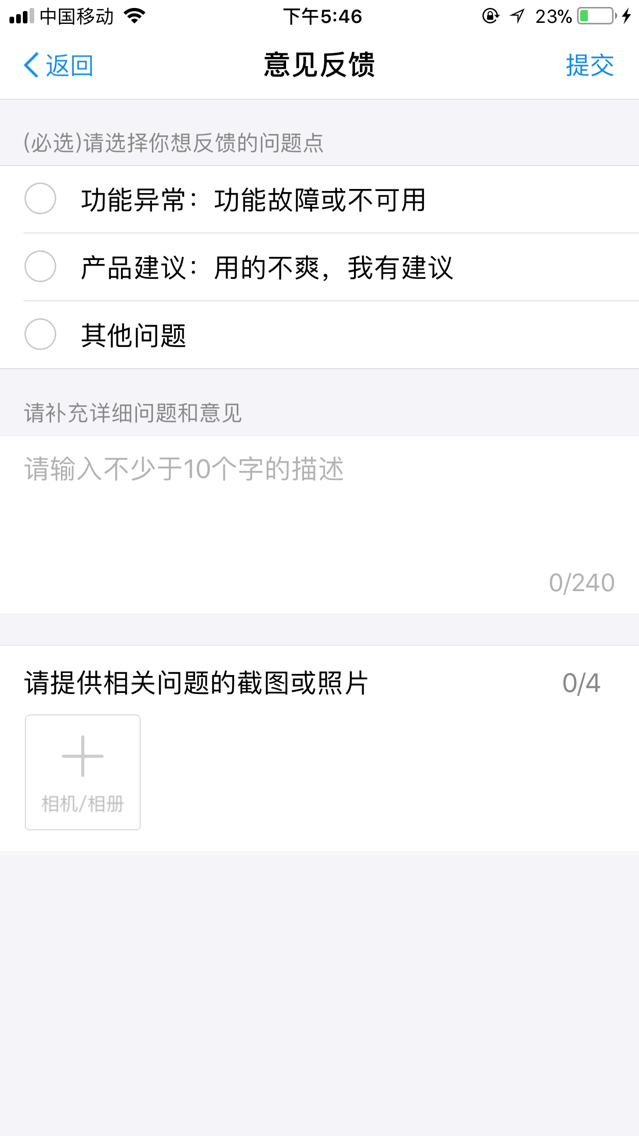 中国移动 下午5:46 23%
返回 意见反馈 提交
(必选)请选择你想反馈的问题点
功能异常：功能故障或不可用
产品建议：用的不爽，我有建议
其他问题
请补充详细问题和意见
请输入不少于10个字的描述
0/240
请提供相关问题的截图或照片 0/4
相机/相册